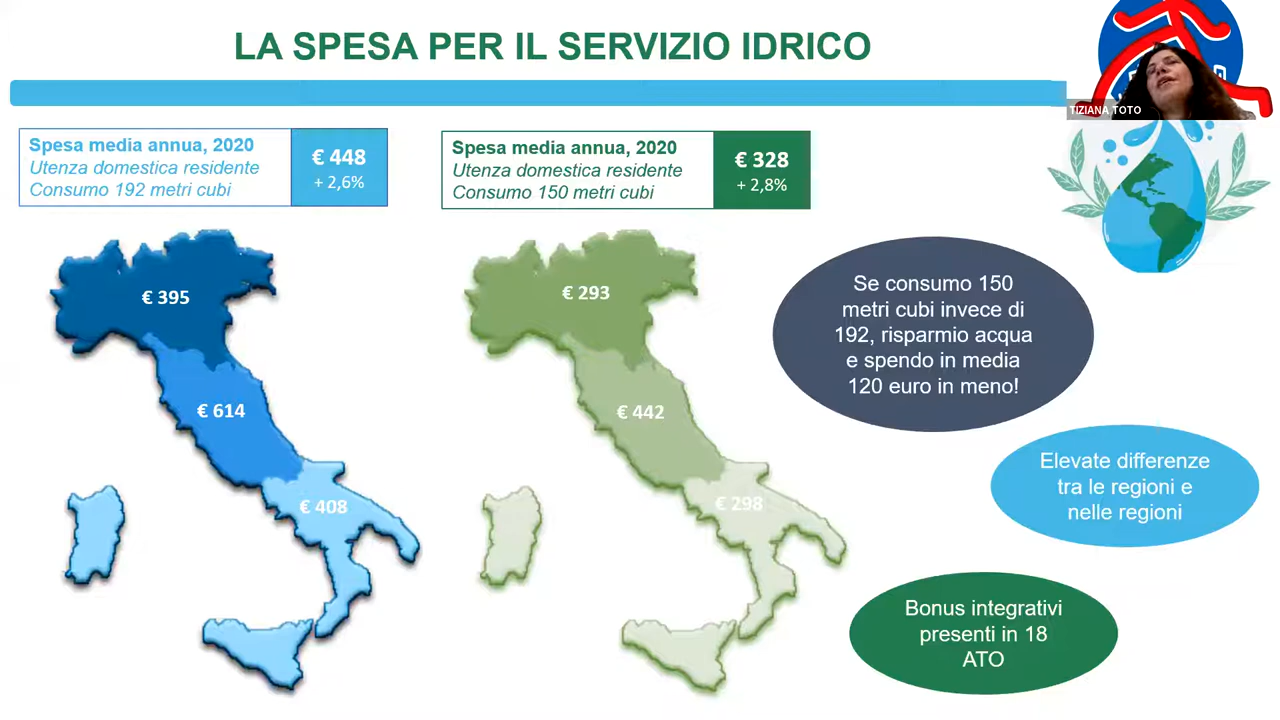 LA SPESA PER IL SERVIZIO IDRICO
TIZIANA TOTO
Spesa media annua, 2020
Utenza domestica residente
Consumo 192 metri cubi
€ 448
+ 2,6%
Spesa media annua, 2020
Utenza domestica residente
Consumo 150 metri cubi
€ 328
+ 2,8%
€ 395
€ 614
€ 408
€ 293
€ 442
€ 298
Se consumo 150
metri cubi invece di
192, risparmio acqua
e spendo in media
120 euro in meno!
Elevate differenze
tra le regioni e
nelle regioni
Bonus integrativi
presenti in 18
ATO